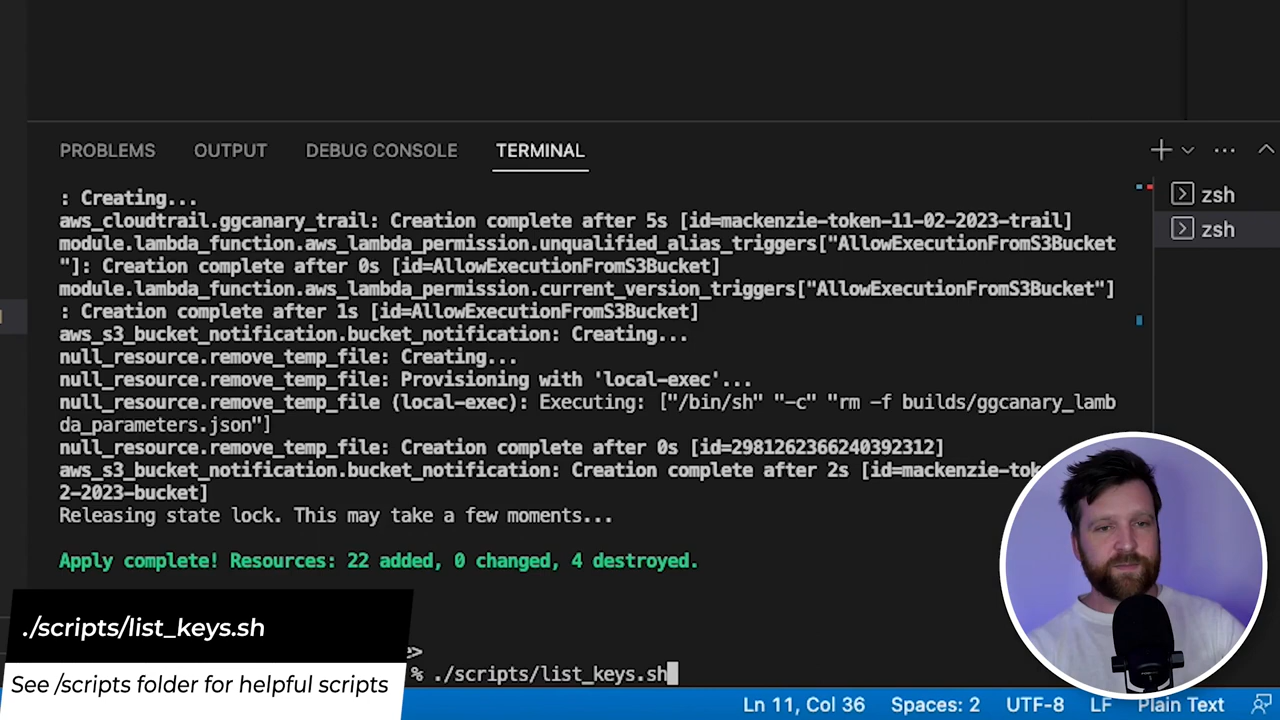 PROBLEMS OUTPUT DEBUG CONSOLE TERMINAL
: Creating...
aws_cloudtrail.ggcanary_trail: Creation complete after 5s [id=mackenzie-token-11-02-2023-trail]
module.lambda_function.aws_lambda_permission.unqualified_alias_triggers["AllowExecutionFromS3Bucket
"]: Creation complete after 0s [id=AllowExecutionFromS3Bucket]
module.lambda_function.aws_lambda_permission.current_version_triggers["AllowExecutionFromS3Bucket"]
: Creation complete after 1s [id=AllowExecutionFromS3Bucket]
aws_s3_bucket_notification.bucket_notification: Creating...
null_resource.remove_temp_file: Creating...
null_resource.remove_temp_file: Provisioning with 'local-exec'...
null_resource.remove_temp_file (local-exec): Executing: ["/bin/sh" "-c" "rm -f builds/ggcanary_lamb
da_parameters.json"]
null_resource.remove_temp_file: Creation complete after 0s [id=2981262366240392312]
aws_s3_bucket_notification.bucket_notification: Creation complete after 2s [id=mackenzie-tok
2-2023-bucket]
Releasing state lock. This may take a few moments...
Apply complete! Resources: 22 added, 0 changed, 4 destroyed.
zsh
zsh
./scripts/list_keys.sh
See /scripts folder for helpful scripts
>
% ./scripts/list_keys.sh
Ln 11, Col 36 Spaces: 2 UTF-8 LF Plain Text